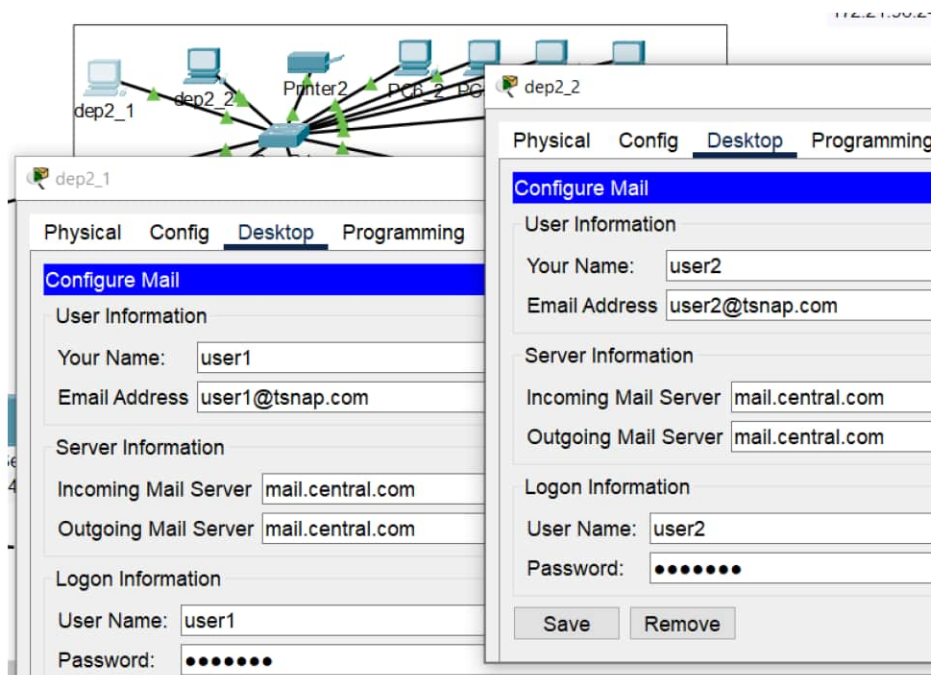 dep2_1
dep2_2
Printer2
PC6_2
dep2_1
Physical Config Desktop Programming
Configure Mail
User Information
Your Name: user1
Email Address user1@tsnap.com
Server Information
Incoming Mail Server mail.central.com
Outgoing Mail Server mail.central.com
Logon Information
User Name: user1
Password: ●●●●●●●
dep2_2
Physical Config Desktop Programming
Configure Mail
User Information
Your Name: user2
Email Address user2@tsnap.com
Server Information
Incoming Mail Server mail.central.com
Outgoing Mail Server mail.central.com
Logon Information
User Name: user2
Password: ●●●●●●●
Save Remove